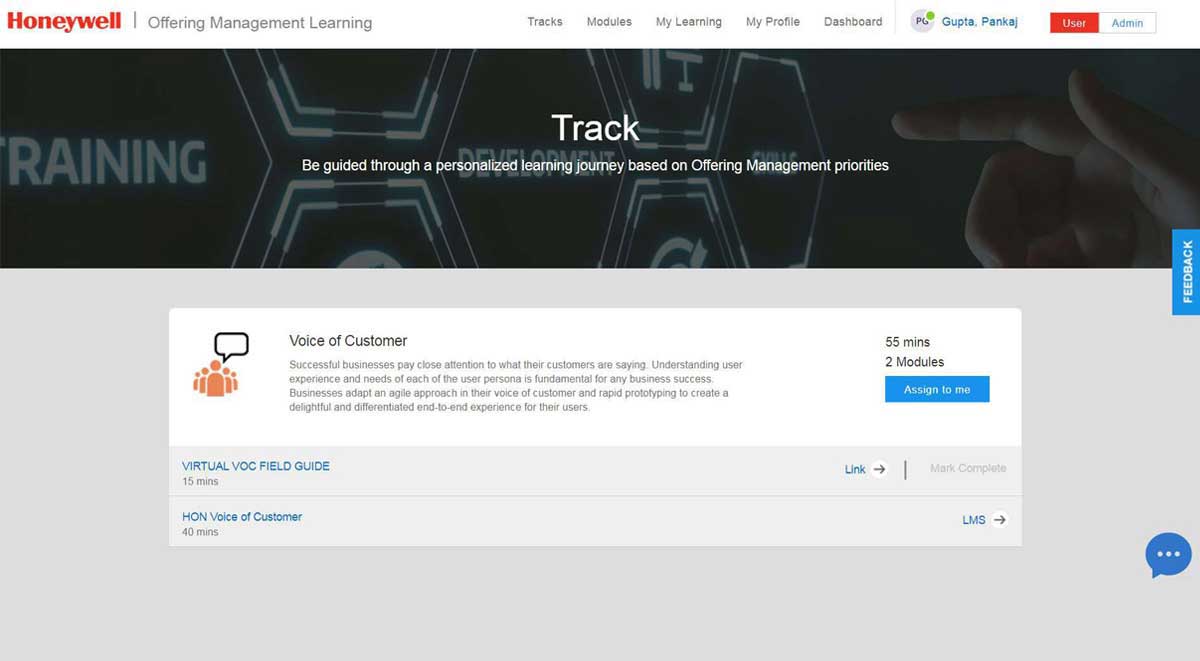 Honeywell | Offering Management Learning
Tracks Modules My Learning My Profile Dashboard PG Gupta, Pankaj User Admin
TRAINING
DEVELOPMENT
SKILLS
Track
Be guided through a personalized learning journey based on Offering Management priorities
FEEDBACK
Voice of Customer
Successful businesses pay close attention to what their customers are saying. Understanding user
experience and needs of each of the user persona is fundamental for any business success.
Businesses adapt an agile approach in their voice of customer and rapid prototyping to create a
delightful and differentiated end-to-end experience for their users.
55 mins
2 Modules
Assign to me
VIRTUAL VOC FIELD GUIDE
15 mins
Link | Mark Complete
HON Voice of Customer
40 mins
LMS